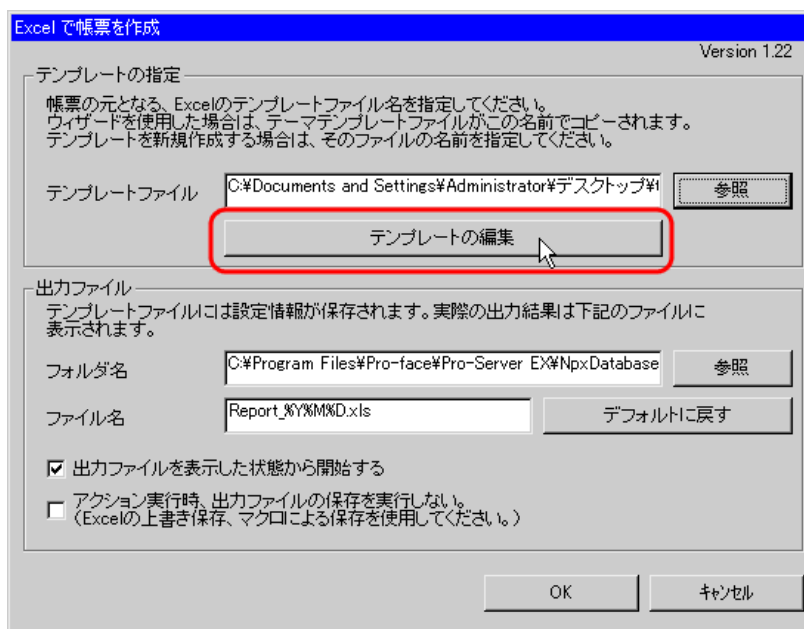 Excel で帳票を作成
Version 1.22
テンプレートの指定
帳票の元となる、Excelのテンプレートファイル名を指定してください。
ウィザードを使用した場合は、テーマテンプレートファイルがこの名前でコピーされます。
テンプレートを新規作成する場合は、そのファイルの名前を指定してください。
テンプレートファイル C:¥Documents and Settings¥Administrator¥デスクトップ¥t 参照
テンプレートの編集
出力ファイル
テンプレートファイルには設定情報が保存されます。実際の出力結果は下記のファイルに
表示されます。
フォルダ名 C:¥Program Files¥Pro-face¥Pro-Server EX¥NpxDatabase 参照
ファイル名 Report_%Y%M%D.xls デフォルトに戻す
出力ファイルを表示した状態から開始する
アクション実行時、出力ファイルの保存を実行しない。
(Excelの上書き保存、マクロによる保存を使用してください。)
OK キャンセル